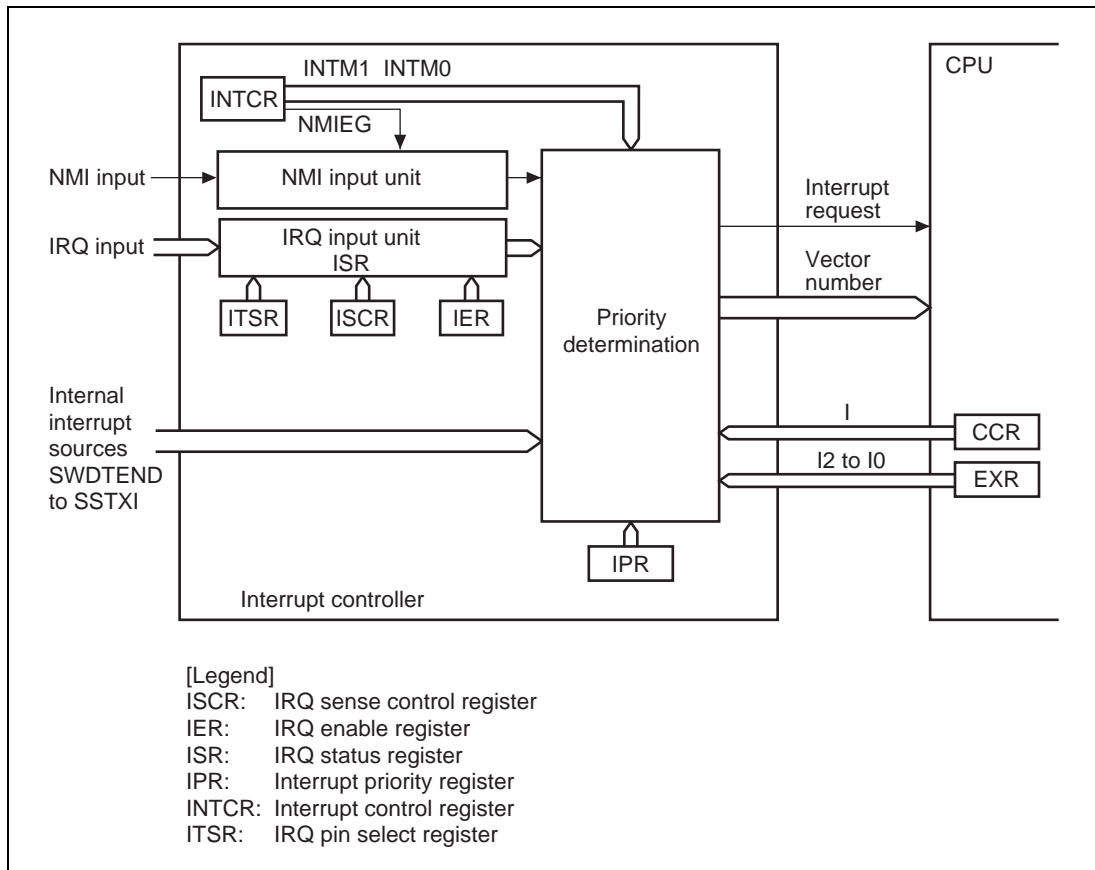 INTM1 INTM0
CPU
INTCR
NMIEG
NMI input
NMI input unit
Interrupt
request
IRQ input
IRQ input unit
ISR
Vector
number
ITSR
ISCR
IER
Priority
determination
Internal
interrupt
sources
SWDTEND
to SSTXI
I
CCR
I2 to I0
EXR
IPR
Interrupt controller
[Legend]
ISCR: IRQ sense control register
IER: IRQ enable register
ISR: IRQ status register
IPR: Interrupt priority register
INTCR: Interrupt control register
ITSR: IRQ pin select register